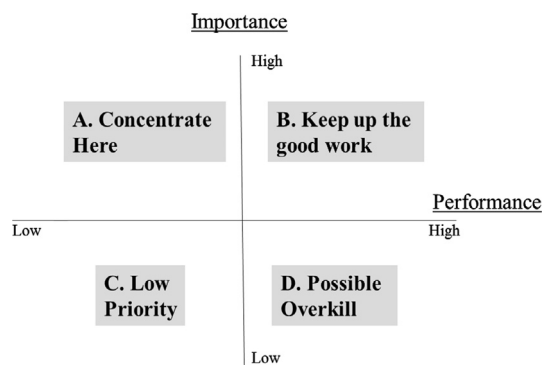 Importance
High
A. Concentrate
Here
B. Keep up the
good work
Performance
Low
High
C. Low
Priority
D. Possible
Overkill
Low